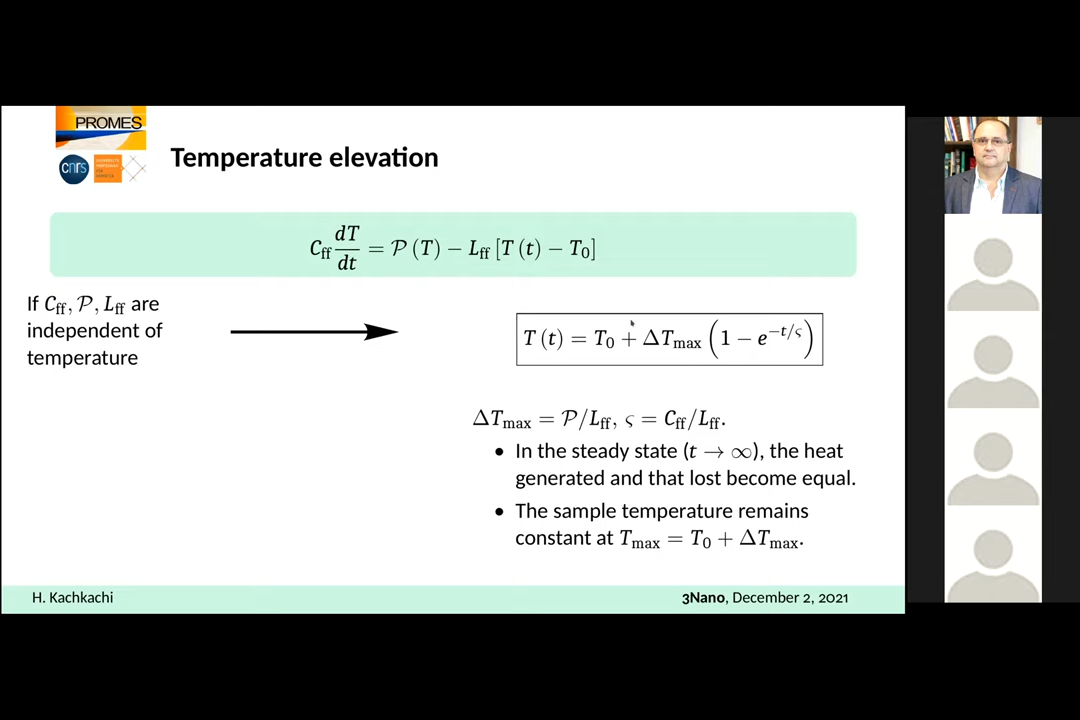 PROMES
cnrs
Temperature elevation
C_ff dT/dt = 𝒫 (T) − L_ff [T (t) − T_0]
If C_ff, 𝒫, L_ff are
independent of
temperature
T (t) = T_0 + ΔT_max (1 − e^{−t/ς})
ΔT_max = 𝒫/L_ff, ς = C_ff/L_ff.
• In the steady state (t → ∞), the heat
generated and that lost become equal.
• The sample temperature remains
constant at T_max = T_0 + ΔT_max.
H. Kachkachi
3Nano, December 2, 2021